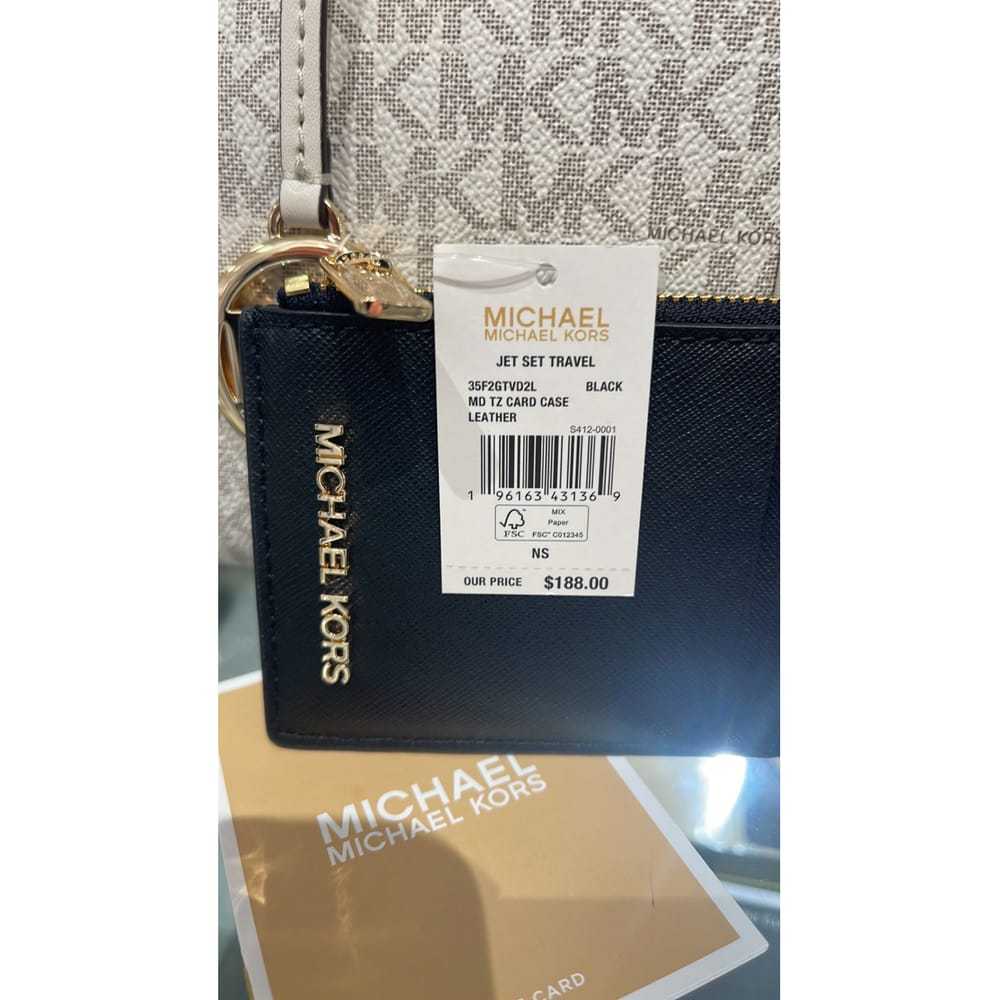 MICHAEL KORS
MICHAEL
MICHAEL KORS
JET SET TRAVEL
35F2GTVD2L BLACK
MD TZ CARD CASE
LEATHER
S412-0001
1 96163 43136 9
FSC
MIX
Paper
FSC™ C012345
NS
OUR PRICE $188.00
MICHAEL KORS
MICHAEL
MICHAEL KORS
CARD